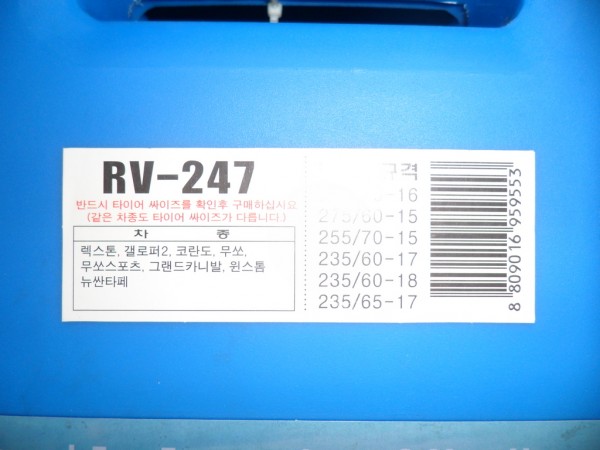 RV-247
반드시 타이어 싸이즈를 확인후 구매하십시요
(같은 차종도 타이어 싸이즈가 다릅니다.)
차 종
렉스톤, 갤로퍼2, 코란도, 무쏘,
무쏘스포츠, 그랜드카니발, 윈스톰
뉴싼타페
규격
-16
275/60-15
255/70-15
235/60-17
235/60-18
235/65-17
8 809016 959553